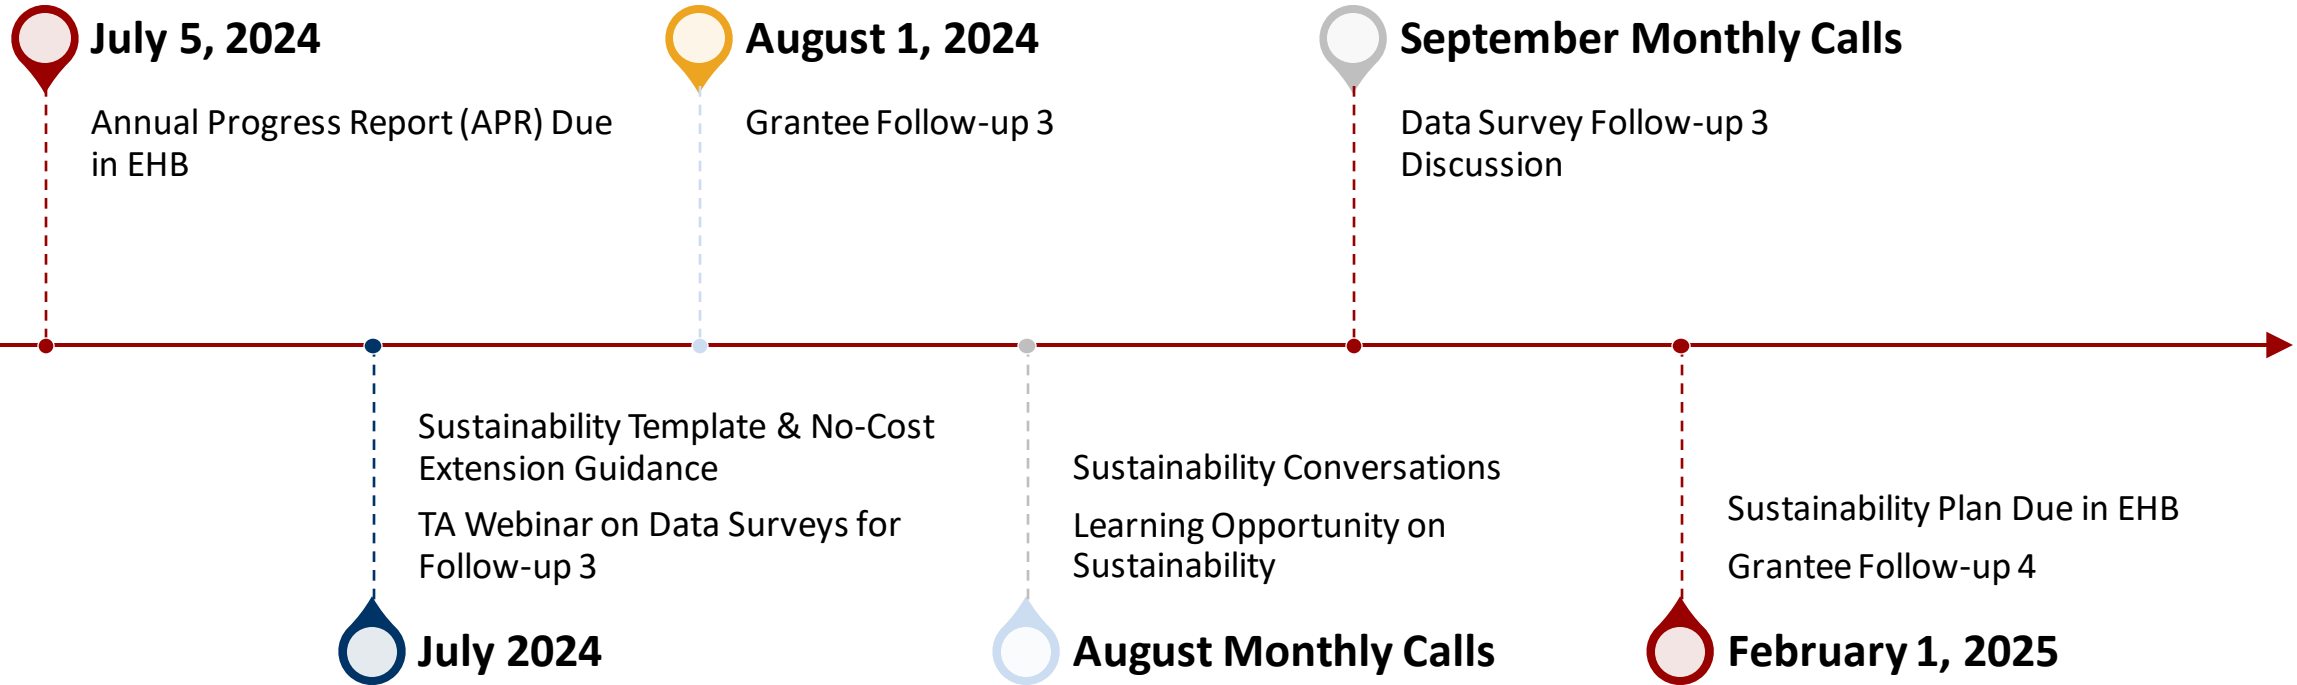 July 5, 2024
Annual Progress Report (APR) Due
in EHB
August 1, 2024
Grantee Follow-up 3
September Monthly Calls
Data Survey Follow-up 3
Discussion
Sustainability Template & No-Cost
Extension Guidance
TA Webinar on Data Surveys for
Follow-up 3
July 2024
Sustainability Conversations
Learning Opportunity on
Sustainability
August Monthly Calls
Sustainability Plan Due in EHB
Grantee Follow-up 4
February 1, 2025